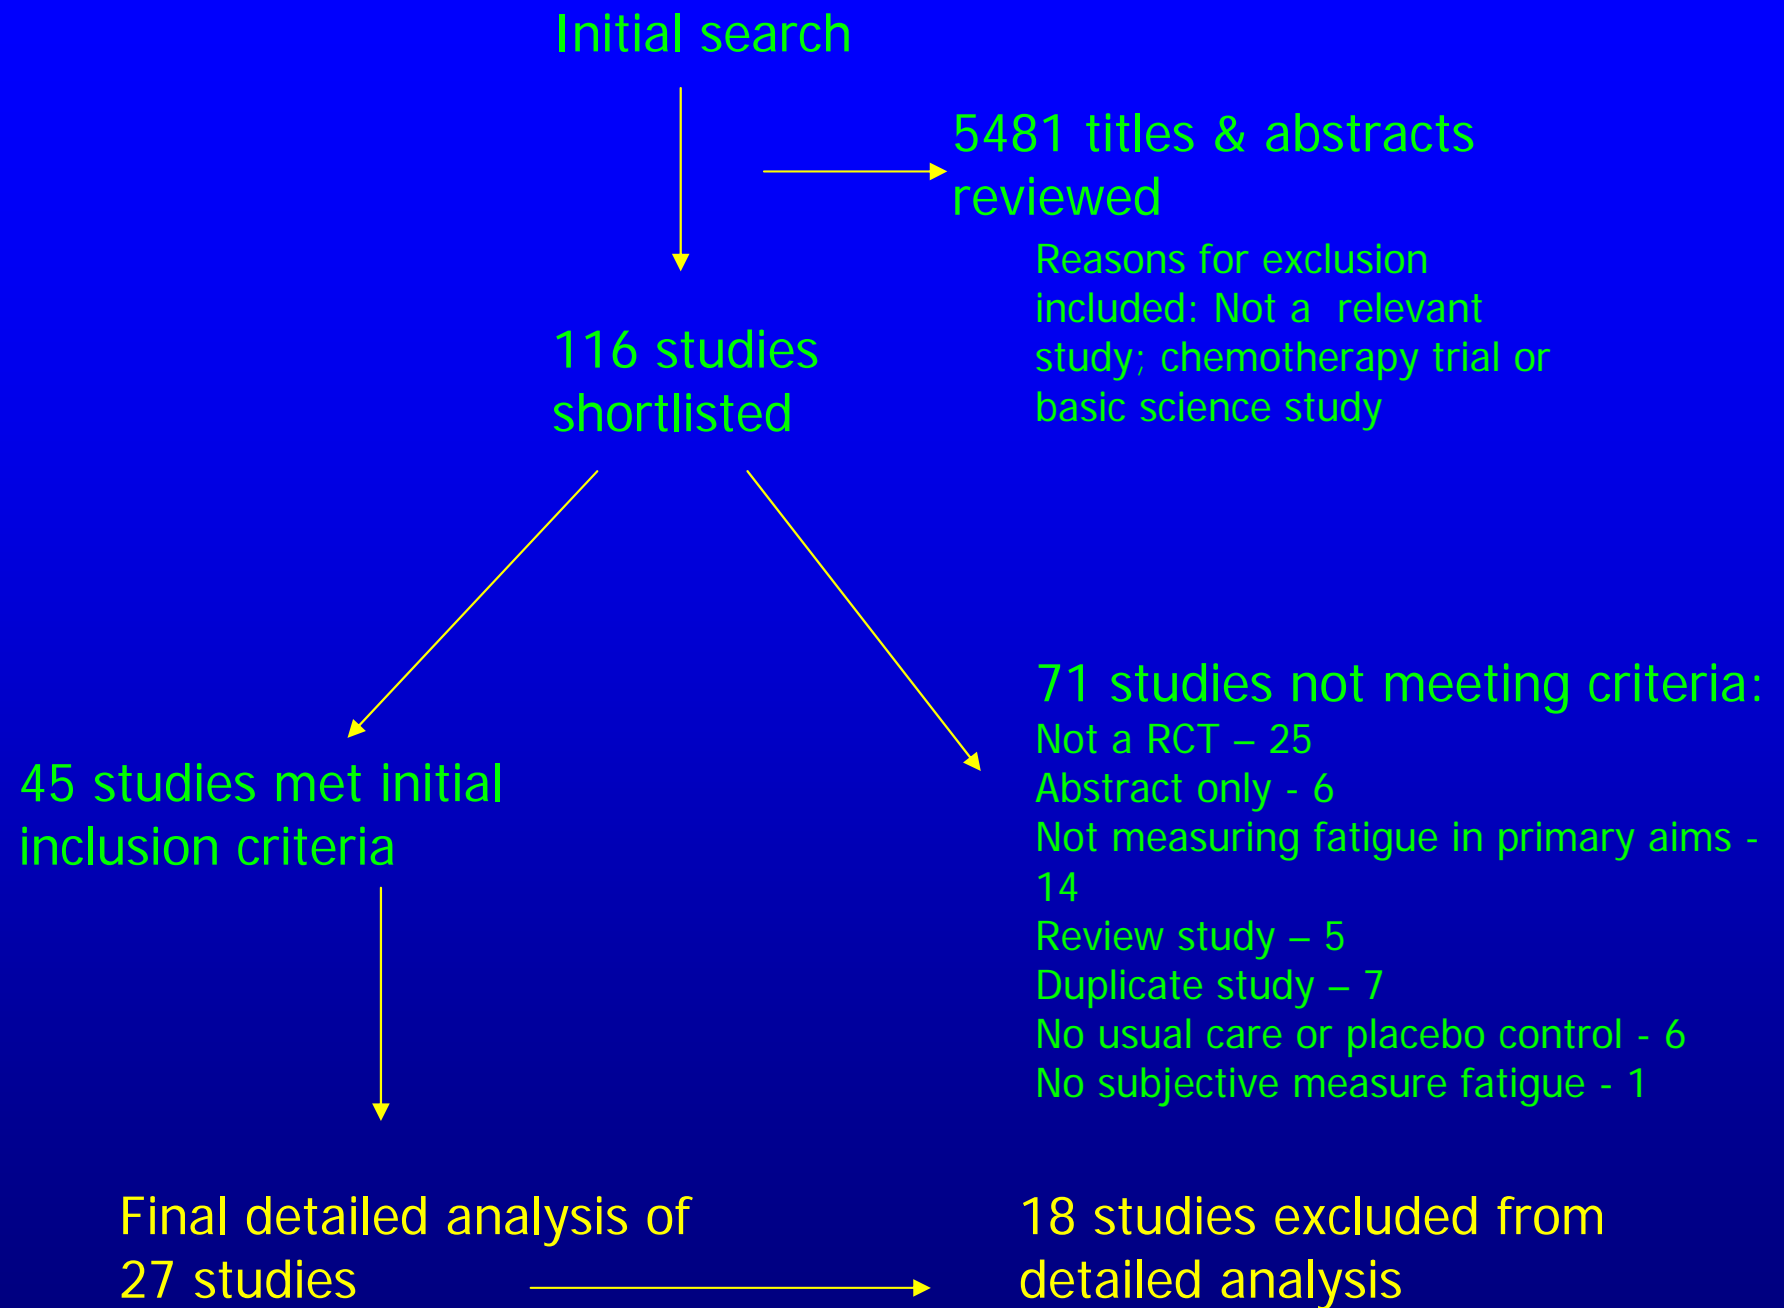 Initial search
5481 titles & abstracts
reviewed
Reasons for exclusion
included: Not a relevant
study; chemotherapy trial or
basic science study
116 studies
shortlisted
71 studies not meeting criteria:
Not a RCT – 25
Abstract only - 6
Not measuring fatigue in primary aims -
14
Review study – 5
Duplicate study – 7
No usual care or placebo control - 6
No subjective measure fatigue - 1
45 studies met initial
inclusion criteria
Final detailed analysis of
27 studies
18 studies excluded from
detailed analysis